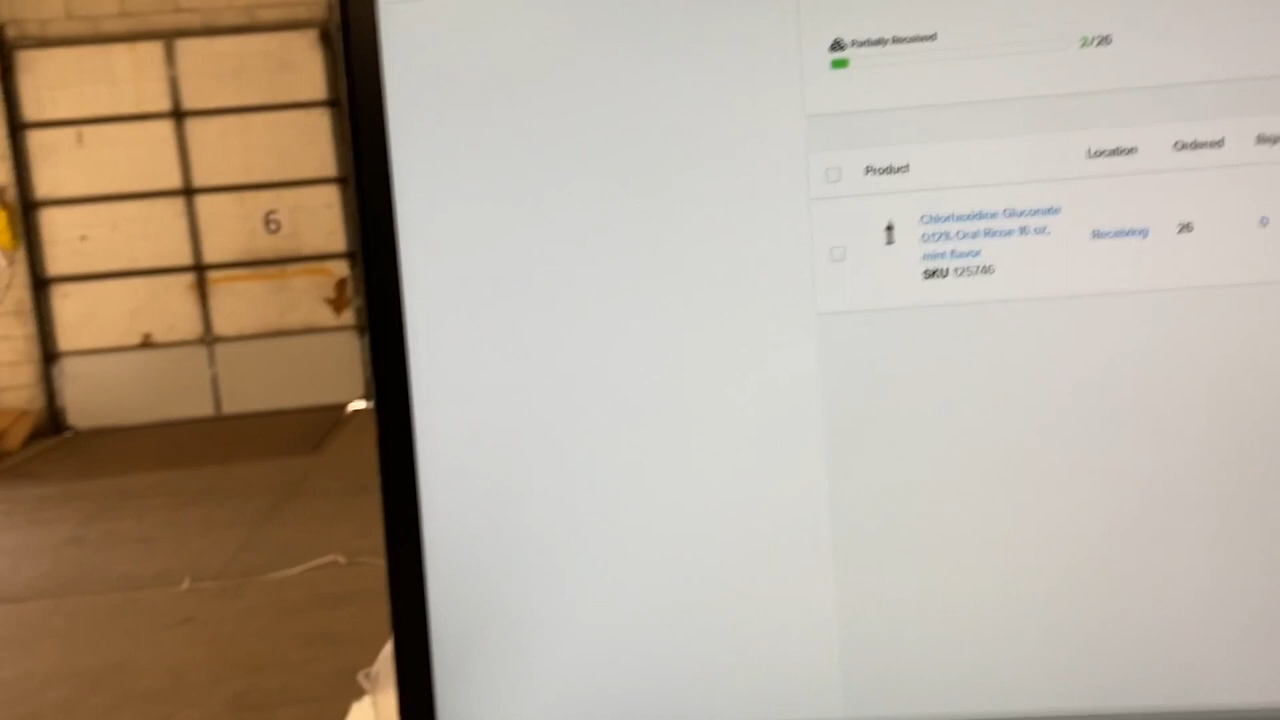 6
Partially Received
2/26
Product
Location
Ordered
Chlorhexidine Gluconate
0.12% Oral Rinse 16 oz,
mint flavor
SKU 125746
Receiving
26
0